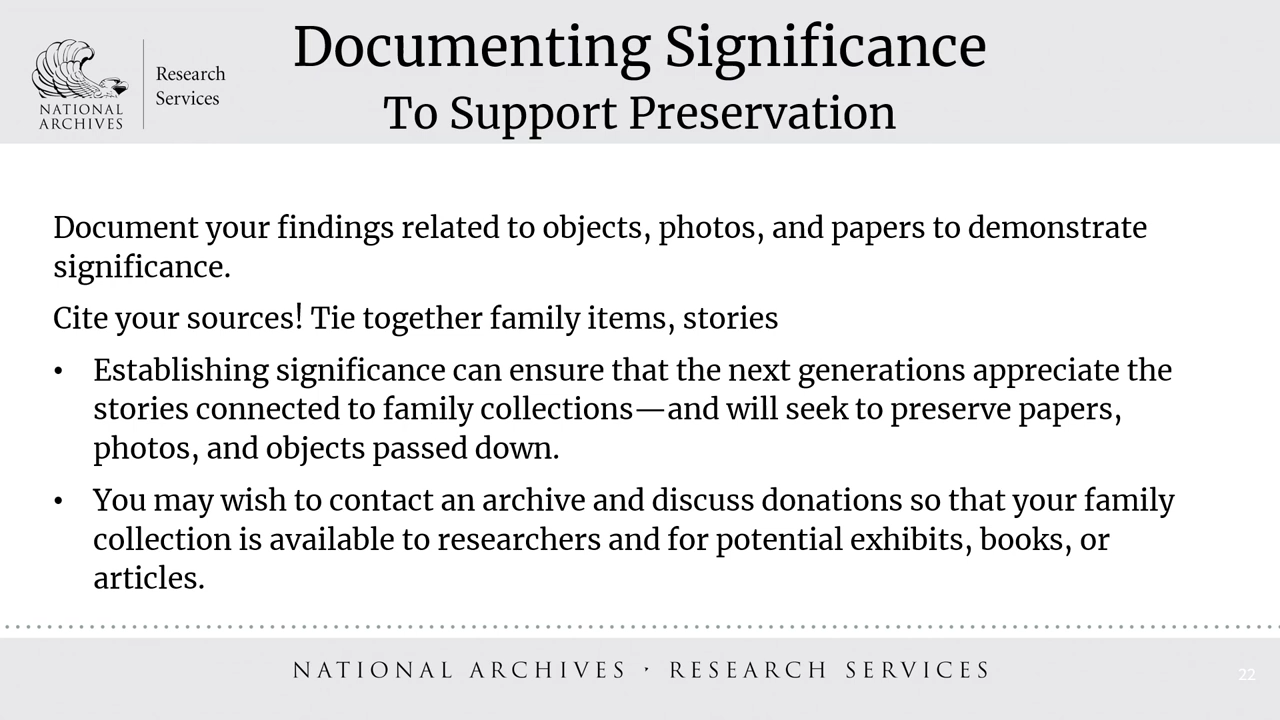 Documenting Significance
To Support Preservation
NATIONAL
ARCHIVES
Research
Services
Document your findings related to objects, photos, and papers to demonstrate
significance.
Cite your sources! Tie together family items, stories
• Establishing significance can ensure that the next generations appreciate the
stories connected to family collections—and will seek to preserve papers,
photos, and objects passed down.
• You may wish to contact an archive and discuss donations so that your family
collection is available to researchers and for potential exhibits, books, or
articles.
NATIONAL ARCHIVES · RESEARCH SERVICES
22